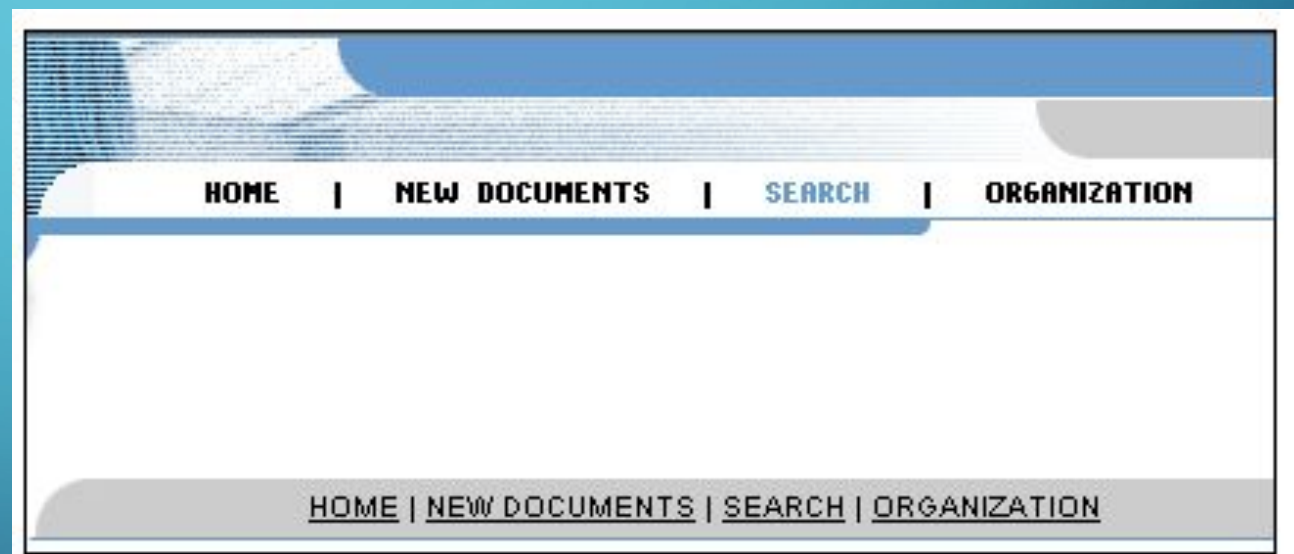 HOME | NEW DOCUMENTS | SEARCH | ORGANIZATION
HOME | NEW DOCUMENTS | SEARCH | ORGANIZATION